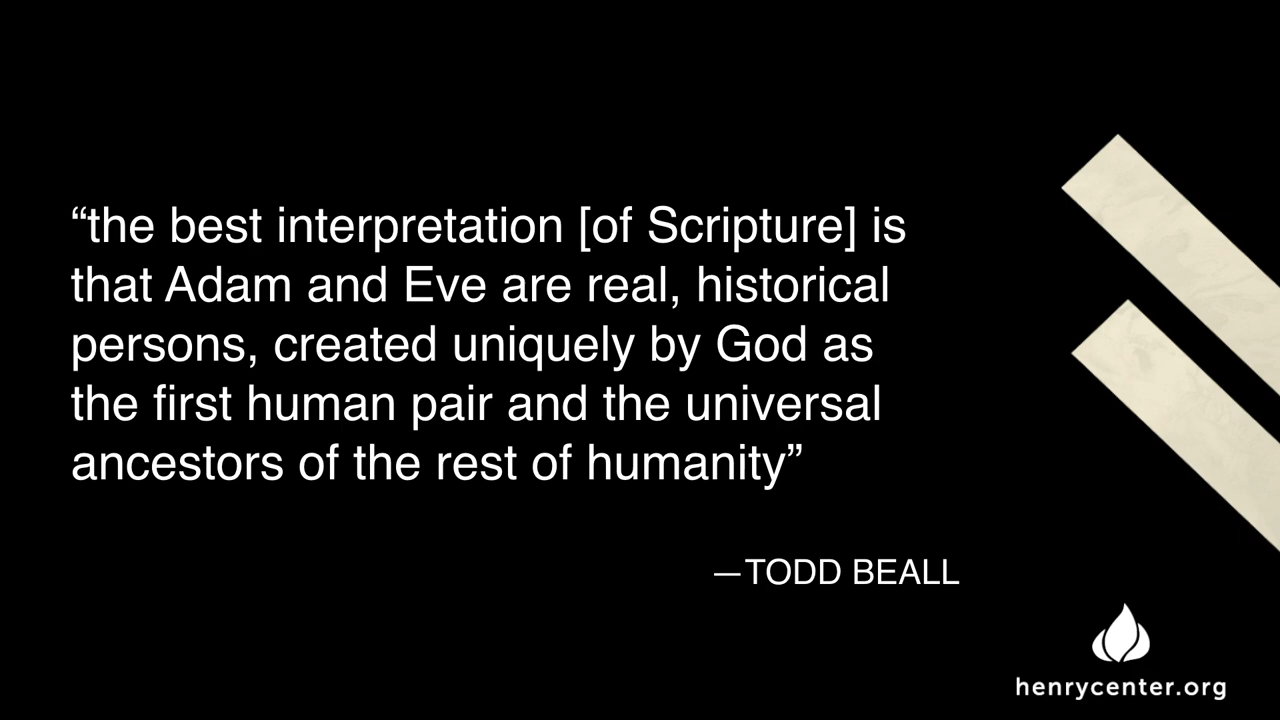 “the best interpretation [of Scripture] is
that Adam and Eve are real, historical
persons, created uniquely by God as
the first human pair and the universal
ancestors of the rest of humanity”
—TODD BEALL
henrycenter.org